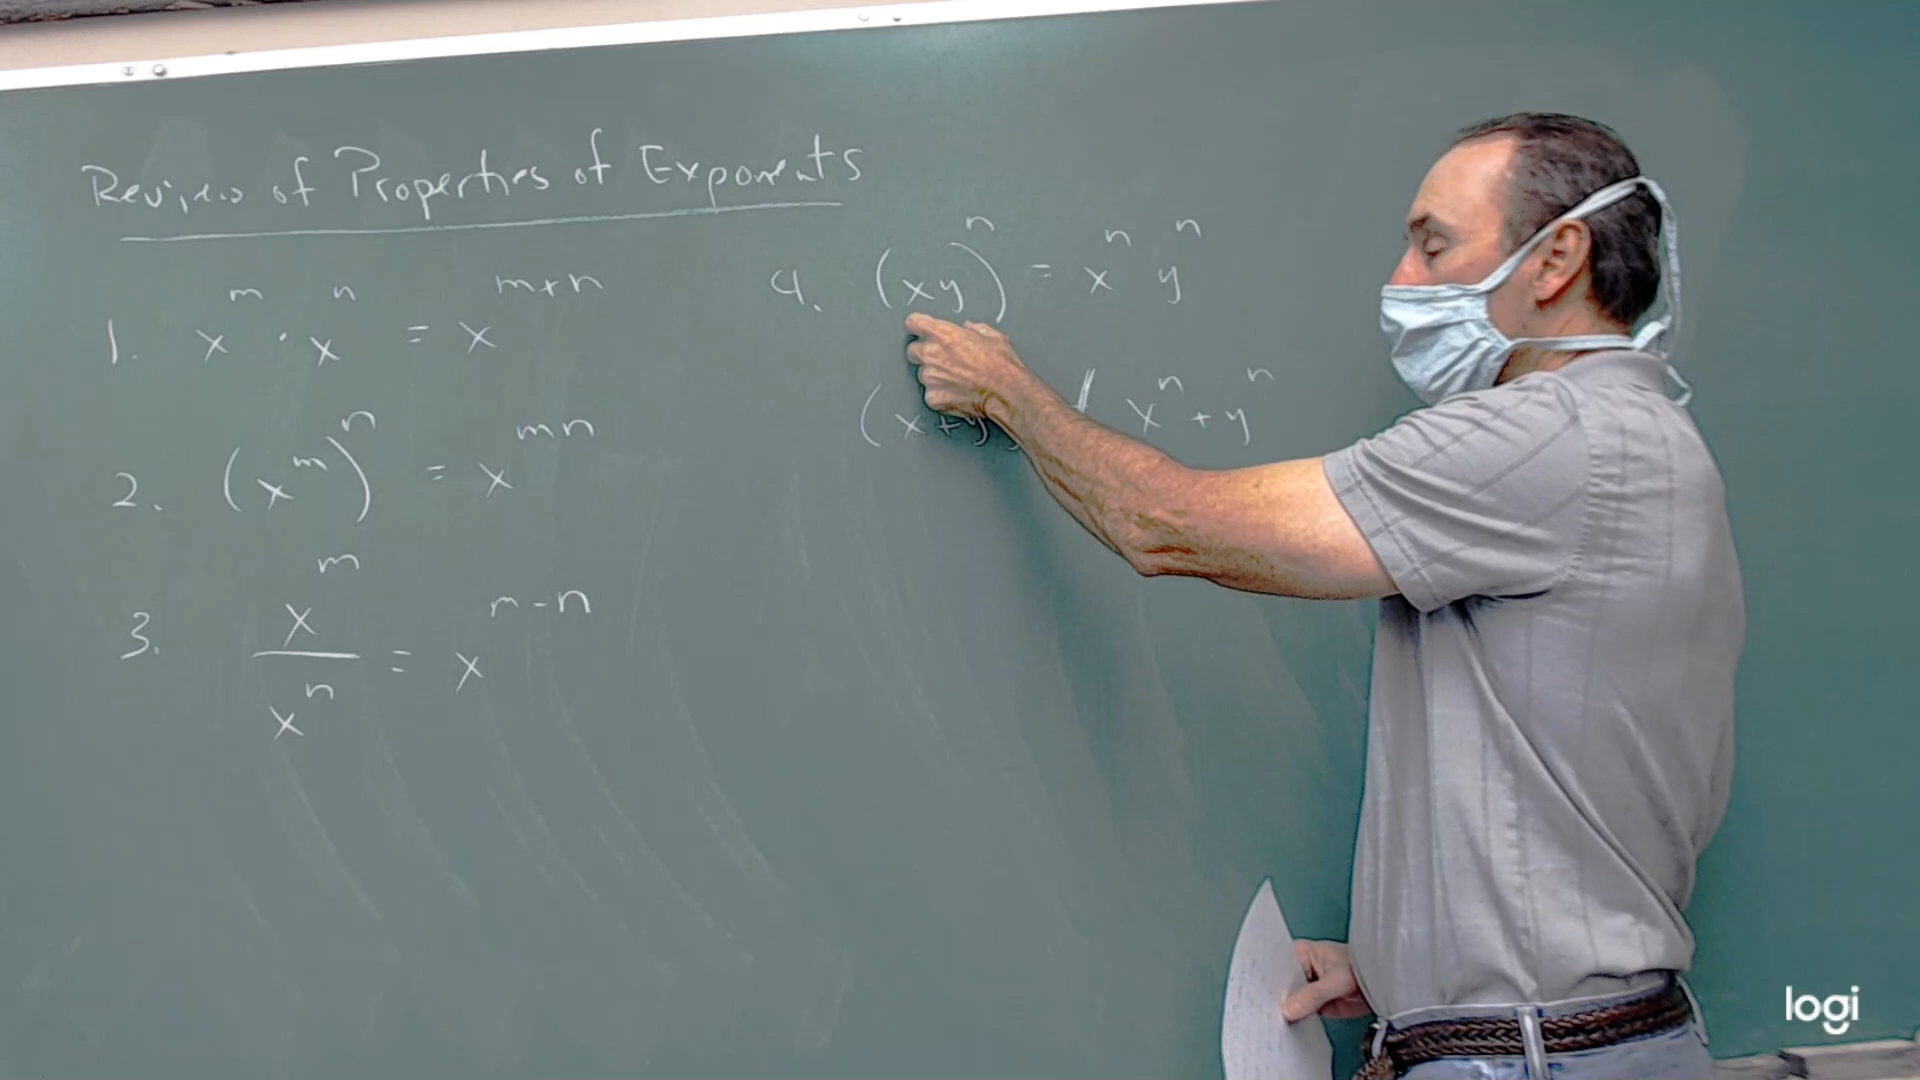 Review of Properties of Exponents
1. x^m · x^n = x^(m+n)
2. (x^m)^n = x^(mn)
3. x^m / x^n = x^(m-n)
4. (xy)^n = x^n y^n
(x+y x^n + y^n
logi